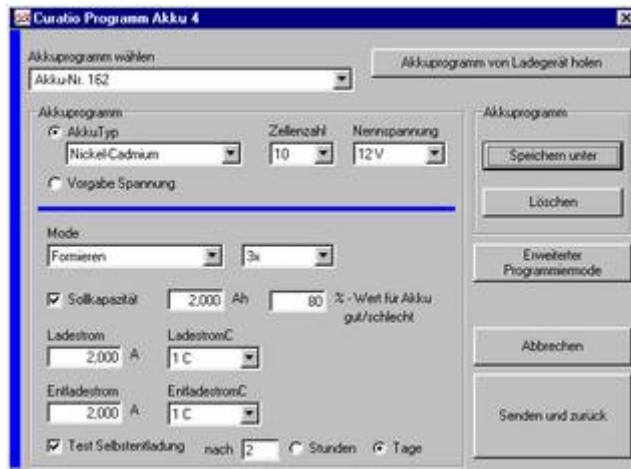 Curatio Programm Akku 4
Akkuprogramm wählen
Akku-Nr. 162
Akkuprogramm von Ladegerät holen
Akkuprogramm
AkkuTyp
Zellenzahl
Nennspannung
Nickel-Cadmium
10
12 V
Vorgabe Spannung
Akkuprogramm
Speichern unter
Löschen
Mode
Formieren
3x
Erweiterter
Programmiermode
Sollkapazität
2,000 Ah
80
% - Wert für Akku
gut/schlecht
Ladestrom
LadestromC
2,000 A
1 C
Abbrechen
Entladestrom
EntladestromC
2,000 A
1 C
Senden und zurück
Test Selbstentladung
nach 2
Stunden
Tage